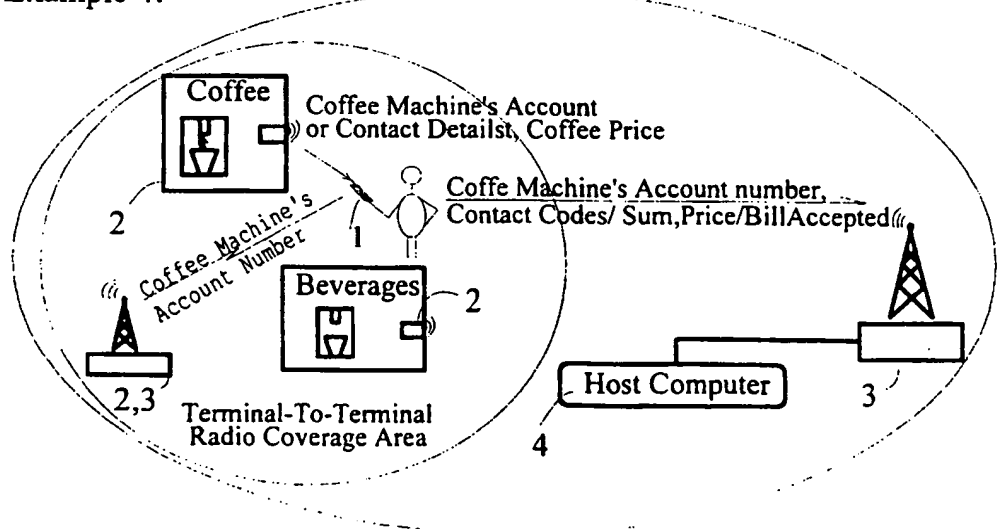 Coffee
Coffee Machine's Account
or Contact Detailst, Coffee Price
2
1
Coffe Machine's Account number,
Contact Codes/ Sum,Price/BillAccepted
Coffee Machine's
Account Number
Beverages
2
2,3
Terminal-To-Terminal
Radio Coverage Area
Host Computer
4
3